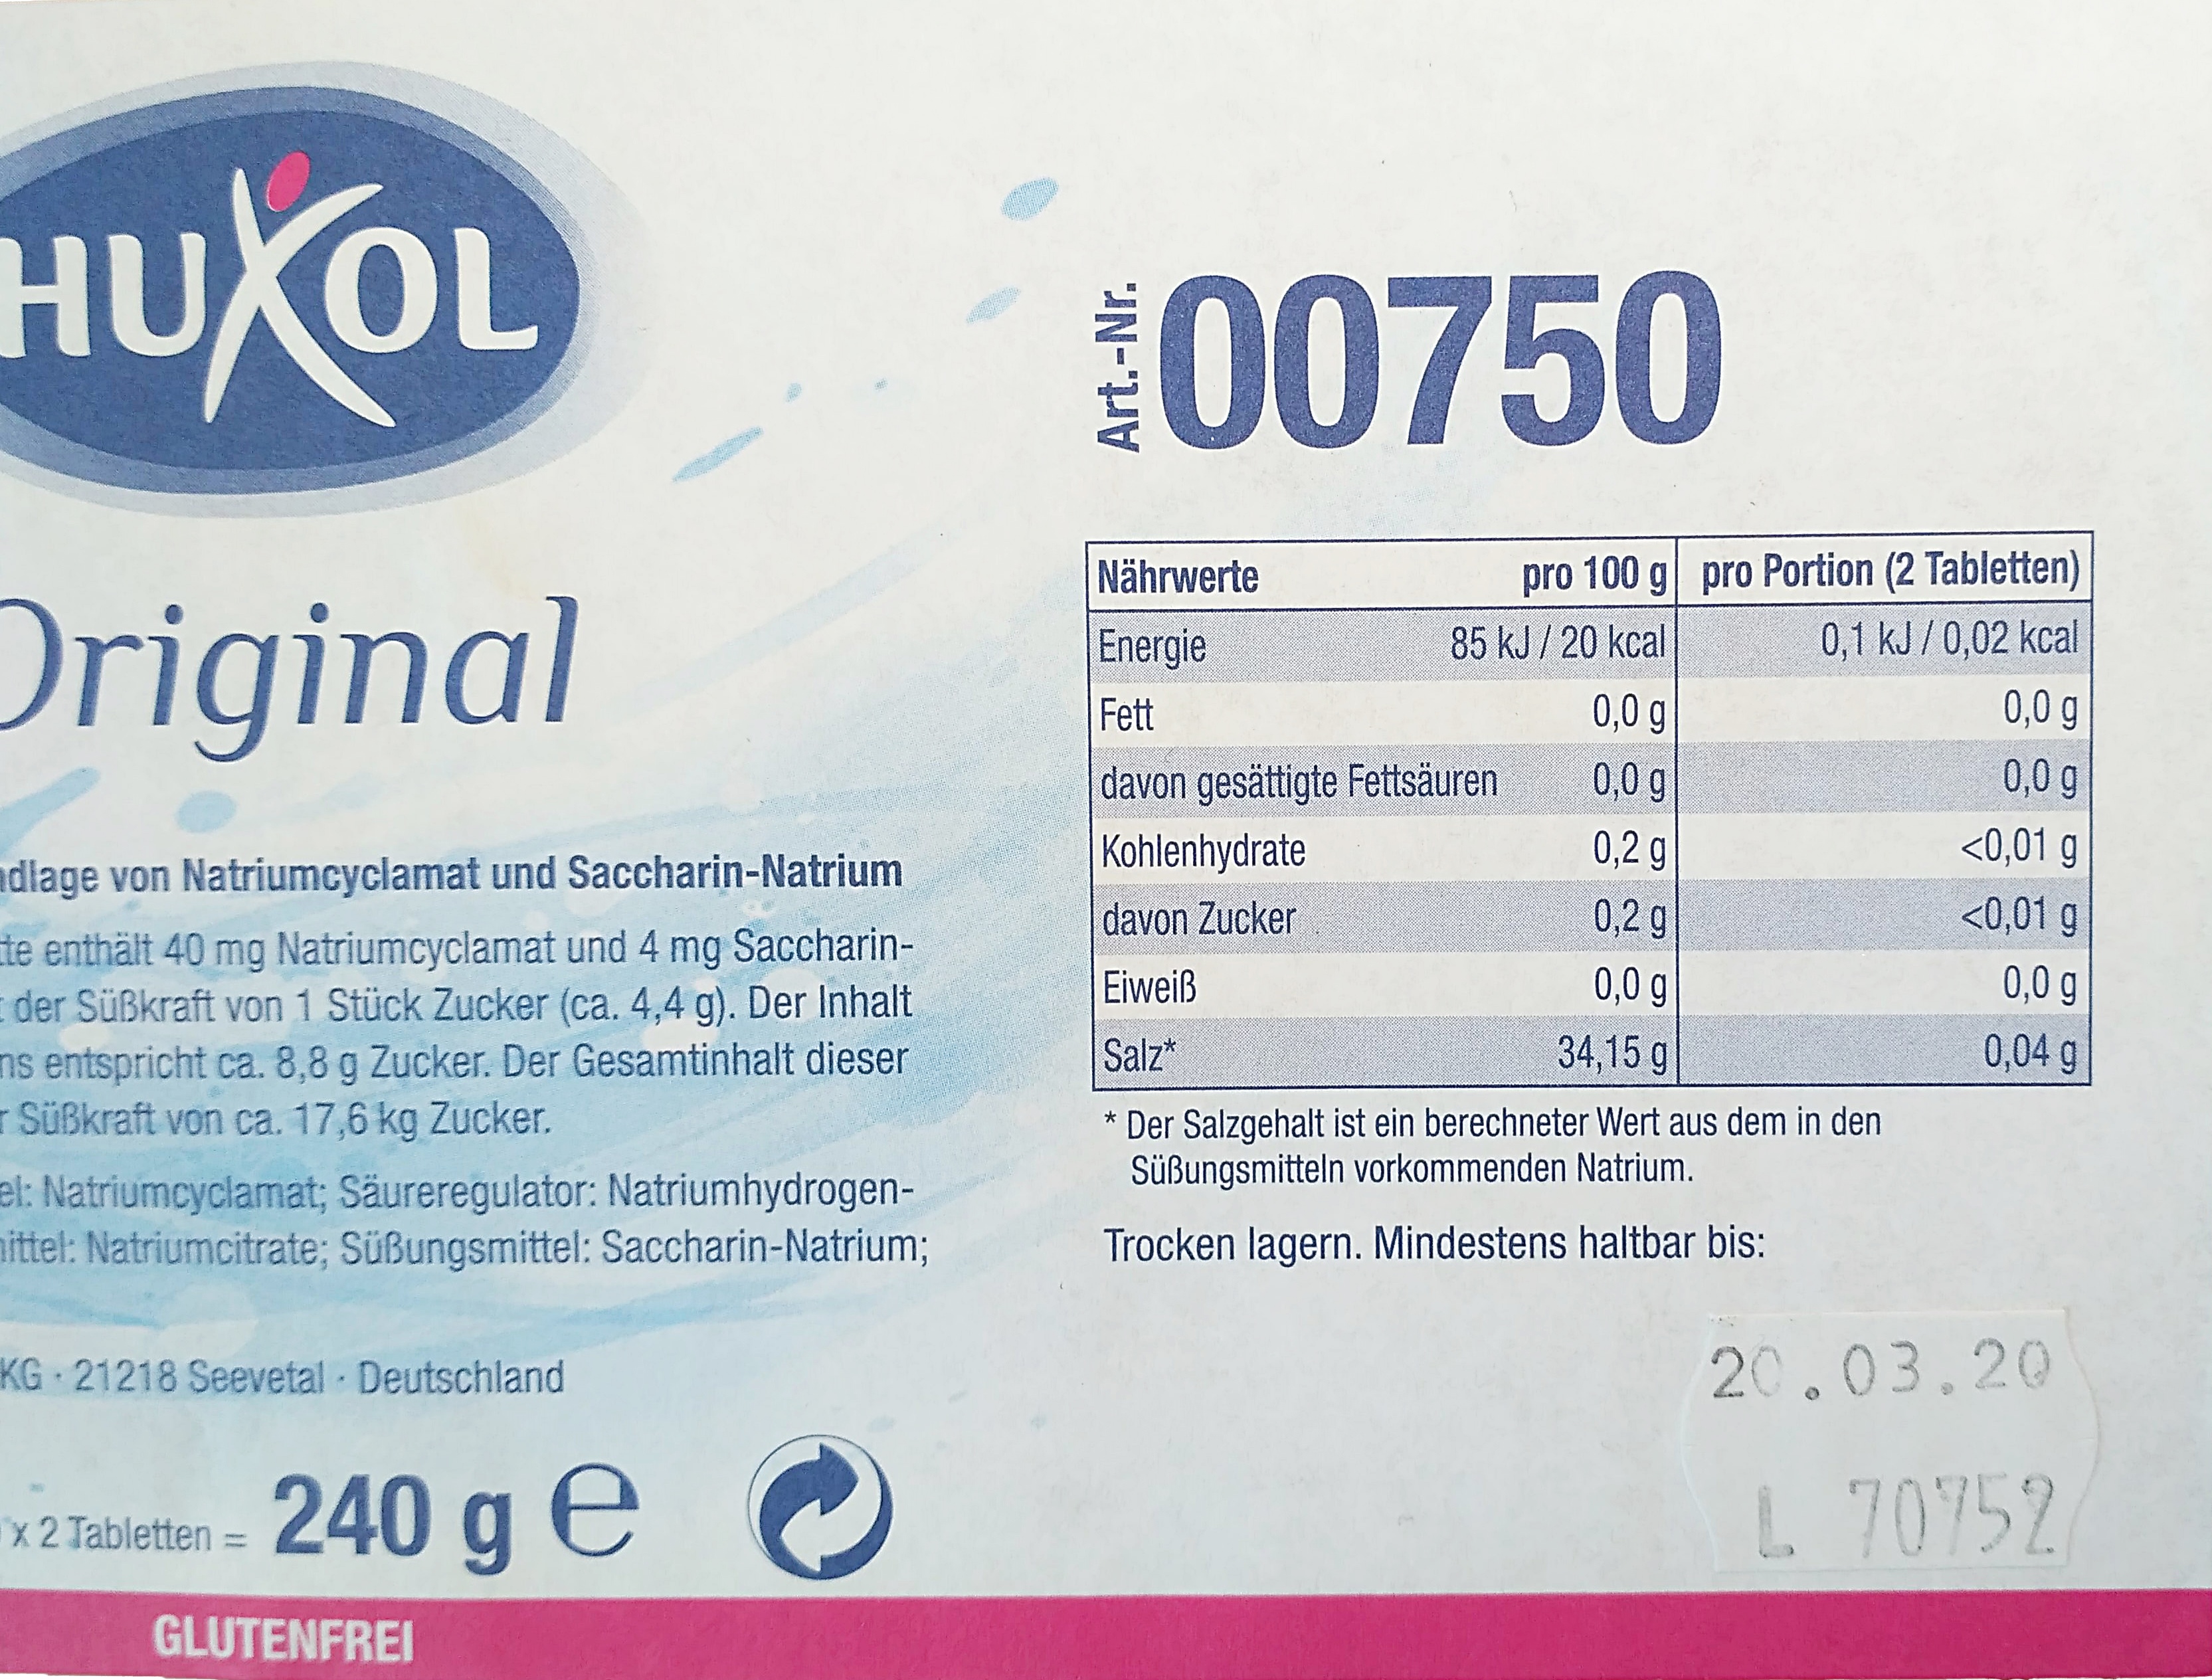 HUXOL
Original
Natriumcyclamat und Saccharin-Natrium
enthält 40 mg Natriumcyclamat und 4 mg Saccharin-
der Süßkraft von 1 Stück Zucker (ca. 4,4 g). Der Inhalt
entspricht ca. 8,8 g Zucker. Der Gesamtinhalt dieser
Süßkraft von ca. 17,6 kg Zucker.
Natriumcyclamat; Säureregulator: Natriumhydrogen-
Natriumcitrate; Süßungsmittel: Saccharin-Natrium;
KG · 21218 Seevetal · Deutschland
x 2 Tabletten = 240 g e
GLUTENFREI
Art.-Nr. 00750
Nährwerte pro 100 g pro Portion (2 Tabletten)
Energie 85 kJ / 20 kcal 0,1 kJ / 0,02 kcal
Fett 0,0 g 0,0 g
davon gesättigte Fettsäuren 0,0 g 0,0 g
Kohlenhydrate 0,2 g <0,01 g
davon Zucker 0,2 g <0,01 g
Eiweiß 0,0 g 0,0 g
Salz* 34,15 g 0,04 g
* Der Salzgehalt ist ein berechneter Wert aus dem in den
Süßungsmitteln vorkommenden Natrium.
Trocken lagern. Mindestens haltbar bis:
20.03.20
L 70752